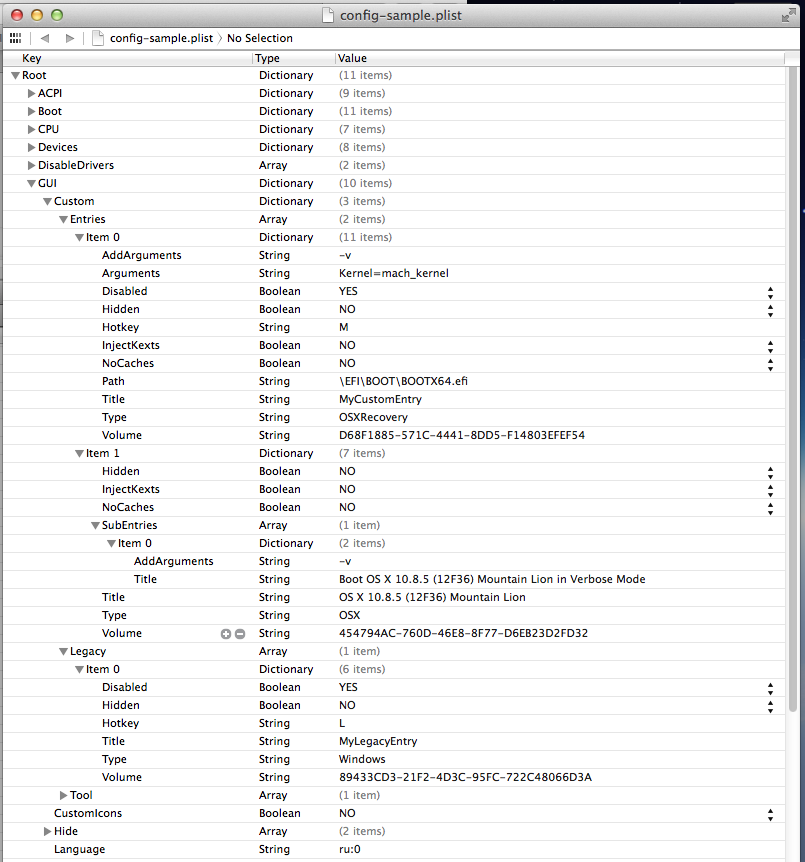 config-sample.plist
config-sample.plist No Selection
Key Type Value
Root Dictionary (11 items)
ACPI Dictionary (9 items)
Boot Dictionary (11 items)
CPU Dictionary (7 items)
Devices Dictionary (8 items)
DisableDrivers Array (2 items)
GUI Dictionary (10 items)
Custom Dictionary (3 items)
Entries Array (2 items)
Item 0 Dictionary (11 items)
AddArguments String -v
Arguments String Kernel=mach_kernel
Disabled Boolean YES
Hidden Boolean NO
Hotkey String M
InjectKexts Boolean NO
NoCaches Boolean NO
Path String \EFI\BOOT\BOOTX64.efi
Title String MyCustomEntry
Type String OSXRecovery
Volume String D68F1885-571C-4441-8DD5-F14803EFEF54
Item 1 Dictionary (7 items)
Hidden Boolean NO
InjectKexts Boolean NO
NoCaches Boolean NO
SubEntries Array (1 item)
Item 0 Dictionary (2 items)
AddArguments String -v
Title String Boot OS X 10.8.5 (12F36) Mountain Lion in Verbose Mode
Title String OS X 10.8.5 (12F36) Mountain Lion
Type String OSX
Volume String 454794AC-760D-46E8-8F77-D6EB23D2FD32
Legacy Array (1 item)
Item 0 Dictionary (6 items)
Disabled Boolean YES
Hidden Boolean NO
Hotkey String L
Title String MyLegacyEntry
Type String Windows
Volume String 89433CD3-21F2-4D3C-95FC-722C48066D3A
Tool Array (1 item)
CustomIcons Boolean NO
Hide Array (2 items)
Language String ru:0